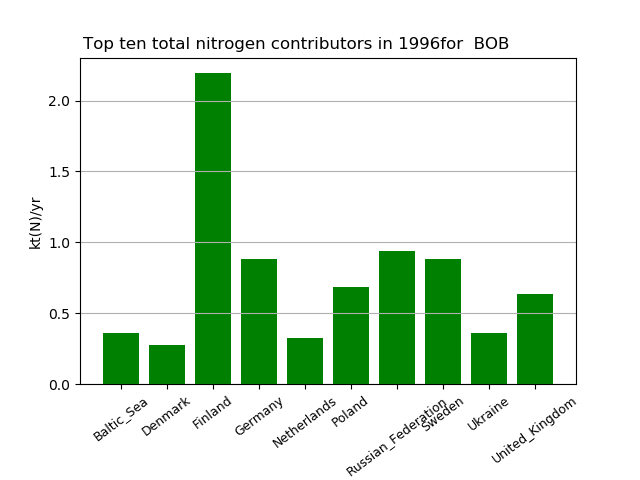 Top ten total nitrogen contributors in 1996for  BOB
kt(N)/yr
2.0
1.5
1.0
0.5
0.0
Baltic_Sea
Denmark
Finland
Germany
Netherlands
Poland
Russian_Federation
Sweden
Ukraine
United_Kingdom